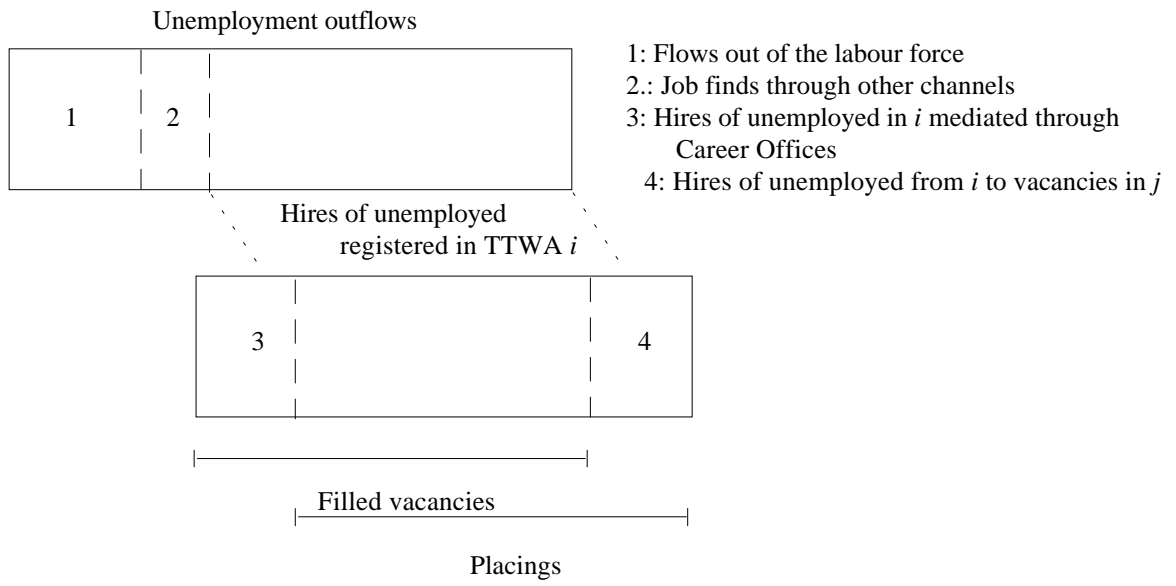 Unemployment outflows
1
2
1: Flows out of the labour force
2.: Job finds through other channels
3: Hires of unemployed in i mediated through
Career Offices
4: Hires of unemployed from i to vacancies in j
Hires of unemployed
registered in TTWA i
3
4
Filled vacancies
Placings